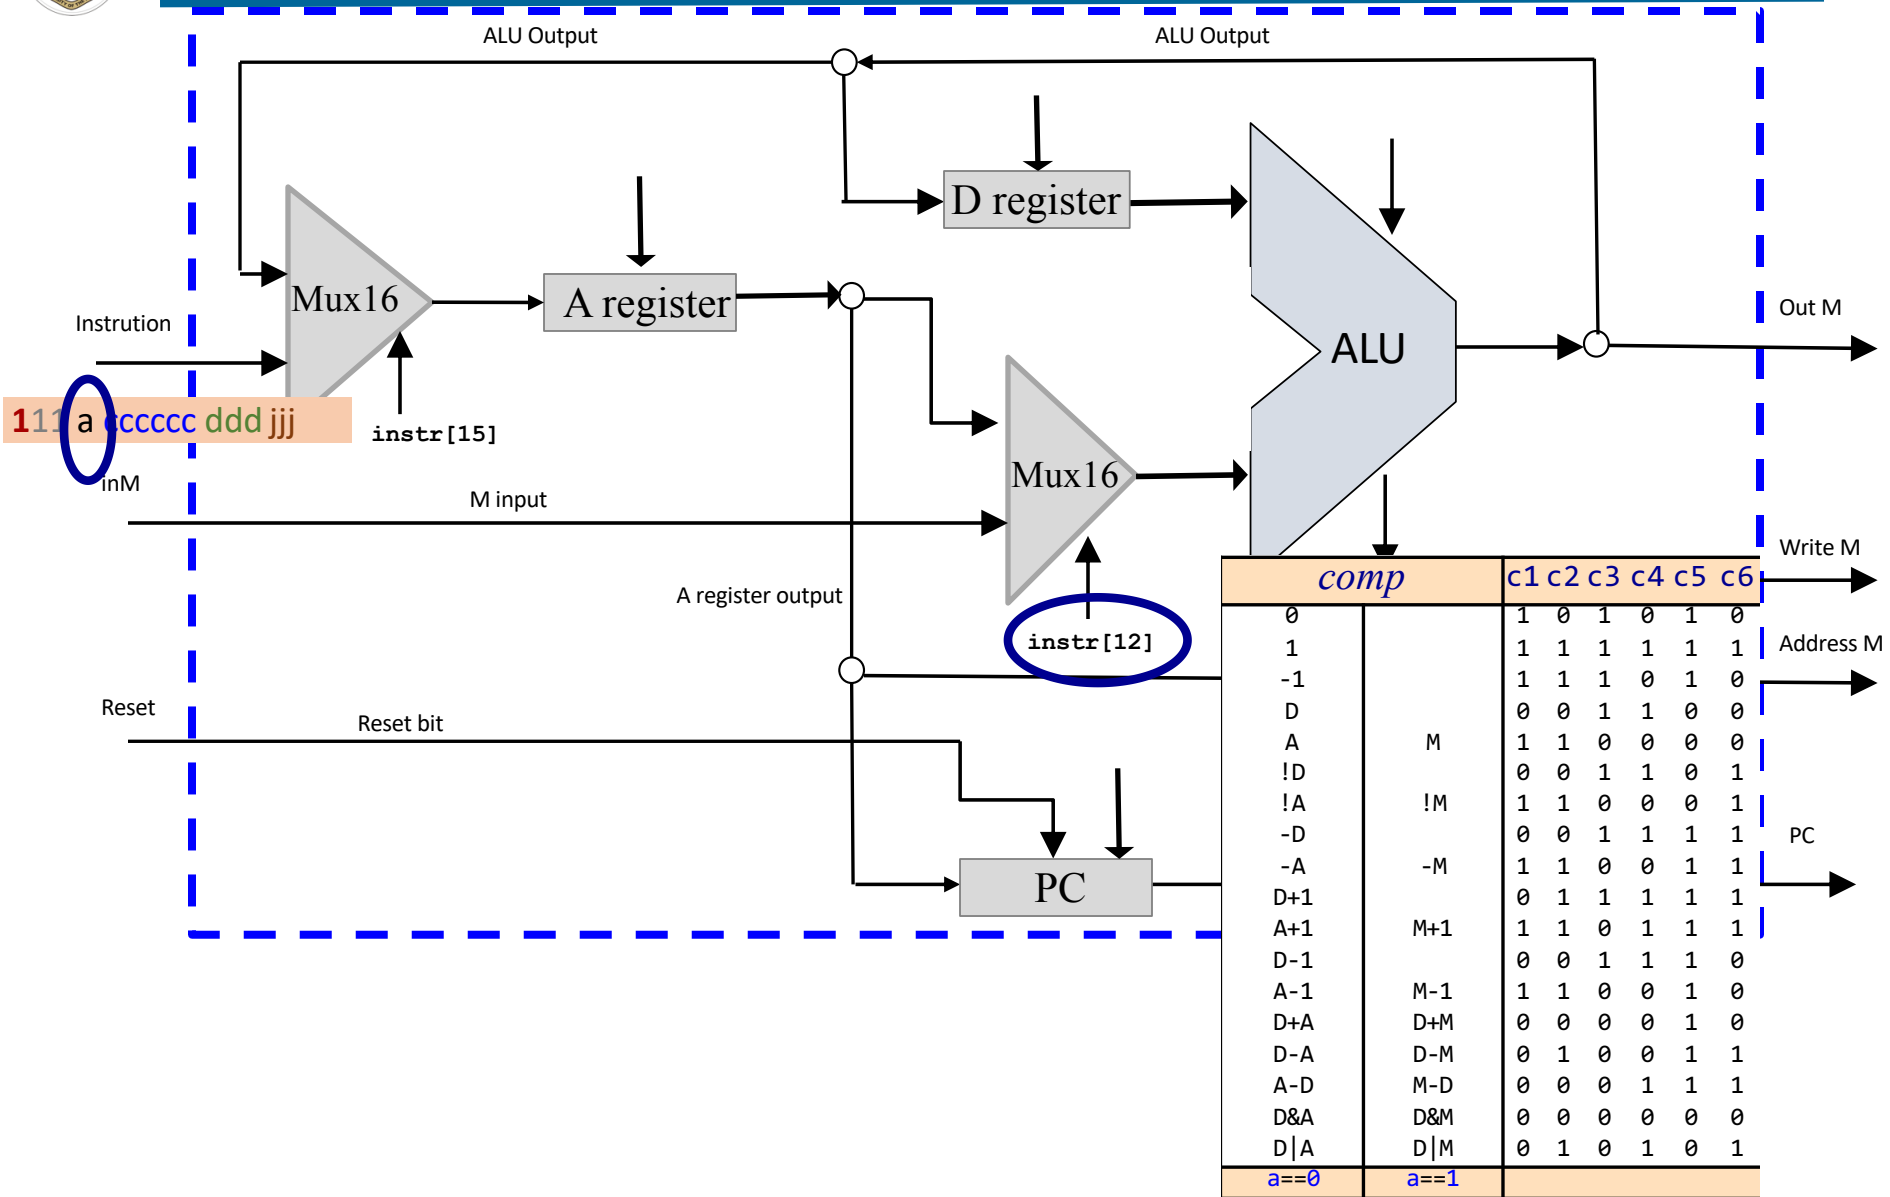 ALU Output
ALU Output
D register
Mux16
A register
Instrution
Out M
ALU
111 a cccccc ddd jjj
instr[15]
inM
M input
Mux16
Write M
A register output
instr[12]
Address M
Reset
Reset bit
PC
PC
comp c1 c2 c3 c4 c5 c6
0 1 0 1 0 1 0
1 1 1 1 1 1 1
-1 1 1 1 0 1 0
D 0 0 1 1 0 0
A M 1 1 0 0 0 0
!D 0 0 1 1 0 1
!A !M 1 1 0 0 0 1
-D 0 0 1 1 1 1
-A -M 1 1 0 0 1 1
D+1 0 1 1 1 1 1
A+1 M+1 1 1 0 1 1 1
D-1 0 0 1 1 1 0
A-1 M-1 1 1 0 0 1 0
D+A D+M 0 0 0 0 1 0
D-A D-M 0 1 0 0 1 1
A-D M-D 0 0 0 1 1 1
D&A D&M 0 0 0 0 0 0
D|A D|M 0 1 0 1 0 1
a==0 a==1